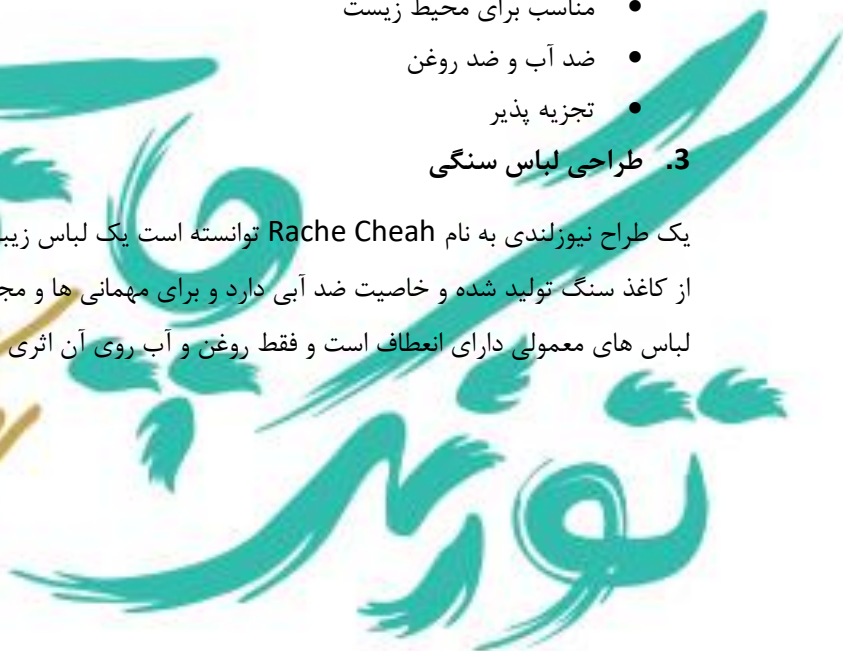 • مناسب برای محیط زیست
• ضد آب و ضد روغن
• تجزیه پذیر
3. طراحی لباس سنگی
یک طراح نیوزلندی به نام Rache Cheah توانسته است یک لباس
از کاغذ سنگ تولید شده و خاصیت ضد آبی دارد و برای مهمانی ها و
لباس های معمولی دارای انعطاف است و فقط روغن و آب روی آن اثری